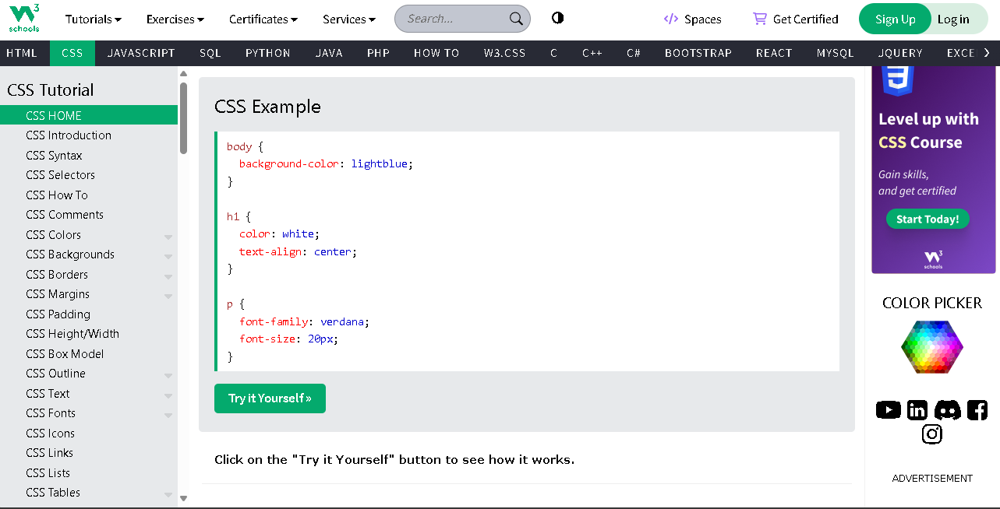 W3 schools
Tutorials Exercises Certificates Services Search... Spaces Get Certified Sign Up Log in
HTML CSS JAVASCRIPT SQL PYTHON JAVA PHP HOW TO W3.CSS C C++ C# BOOTSTRAP REACT MYSQL JQUERY EXCE
CSS Tutorial
CSS HOME
CSS Introduction
CSS Syntax
CSS Selectors
CSS How To
CSS Comments
CSS Colors
CSS Backgrounds
CSS Borders
CSS Margins
CSS Padding
CSS Height/Width
CSS Box Model
CSS Outline
CSS Text
CSS Fonts
CSS Icons
CSS Links
CSS Lists
CSS Tables
CSS Example
body {
  background-color: lightblue;
}
h1 {
  color: white;
  text-align: center;
}
p {
  font-family: verdana;
  font-size: 20px;
}
Try it Yourself »
Click on the "Try it Yourself" button to see how it works.
Level up with
CSS Course
Gain skills,
and get certified
Start Today!
W3 schools
COLOR PICKER
ADVERTISEMENT